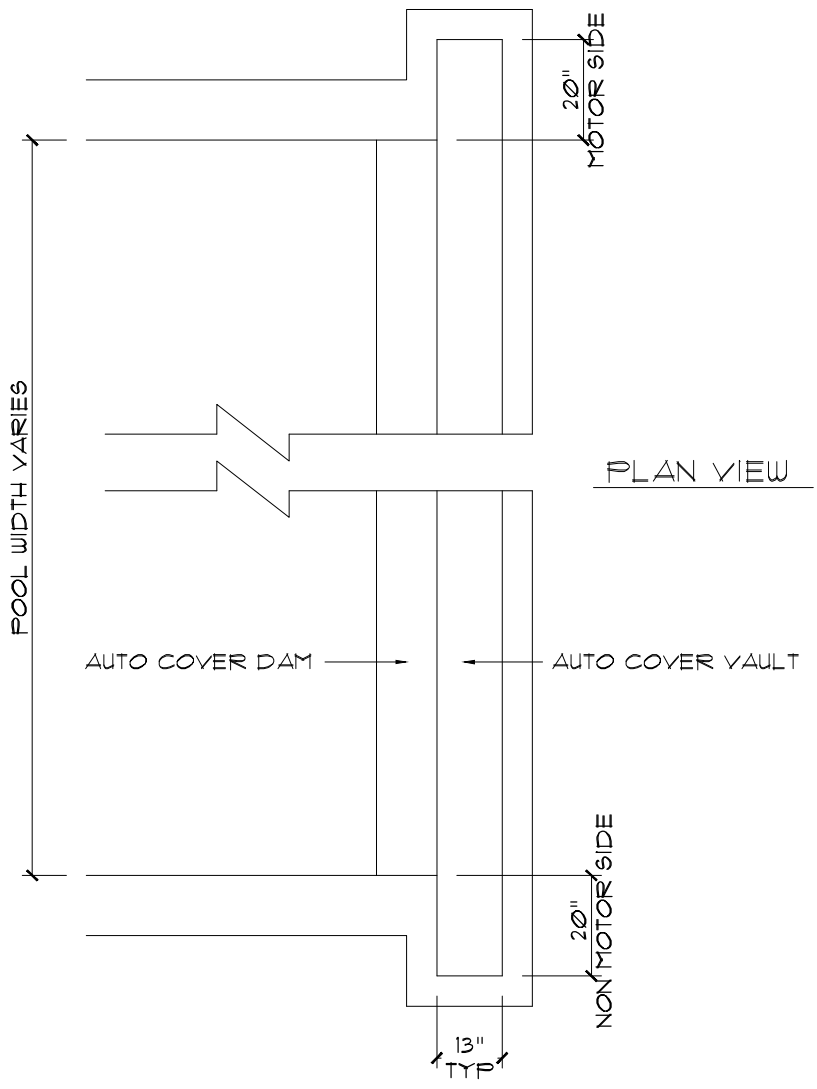 20"
MOTOR SIDE
POOL WIDTH VARIES
PLAN VIEW
AUTO COVER DAM
AUTO COVER VAULT
20"
NON MOTOR SIDE
13"
TYP